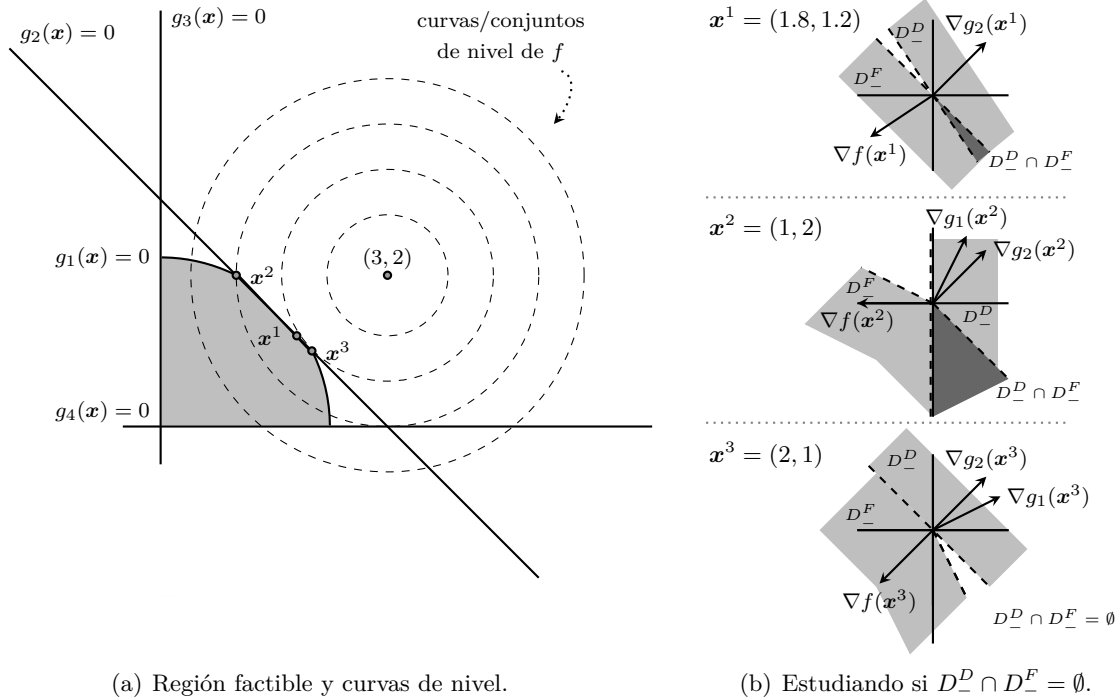 g₃(𝒙) = 0
g₂(𝒙) = 0
curvas/conjuntos
de nivel de f
g₁(𝒙) = 0
(3, 2)
𝒙²
𝒙¹
𝒙³
g₄(𝒙) = 0
(a) Región factible y curvas de nivel.
𝒙¹ = (1.8, 1.2)
∇g₂(𝒙¹)
D₋ᴰ
D₋ꟳ
∇f(𝒙¹)
D₋ᴰ ∩ D₋ꟳ
𝒙² = (1, 2)
∇g₁(𝒙²)
∇g₂(𝒙²)
D₋ꟳ
∇f(𝒙²)
D₋ᴰ
D₋ᴰ ∩ D₋ꟳ
𝒙³ = (2, 1)
D₋ᴰ
∇g₂(𝒙³)
∇g₁(𝒙³)
D₋ꟳ
∇f(𝒙³)
D₋ᴰ ∩ D₋ꟳ = ∅
(b) Estudiando si D₋ᴰ ∩ D₋ꟳ = ∅.